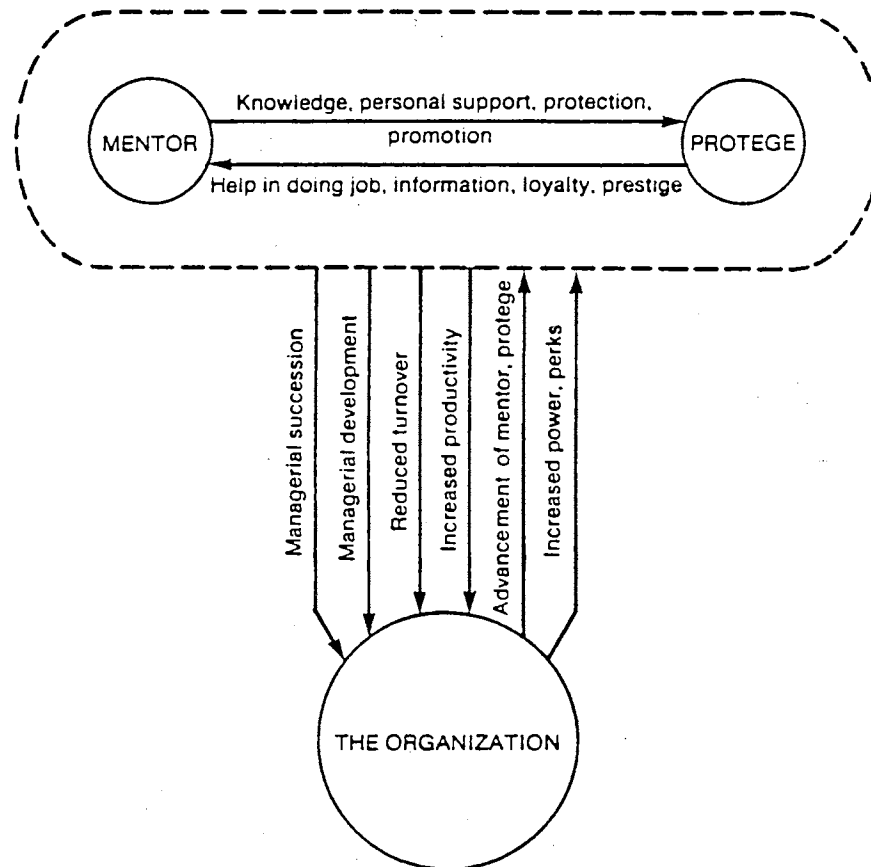 Knowledge, personal support, protection,
promotion
MENTOR
PROTEGE
Help in doing job, information, loyalty, prestige
Managerial succession
Managerial development
Reduced turnover
Increased productivity
Advancement of mentor, protege
Increased power, perks
THE ORGANIZATION